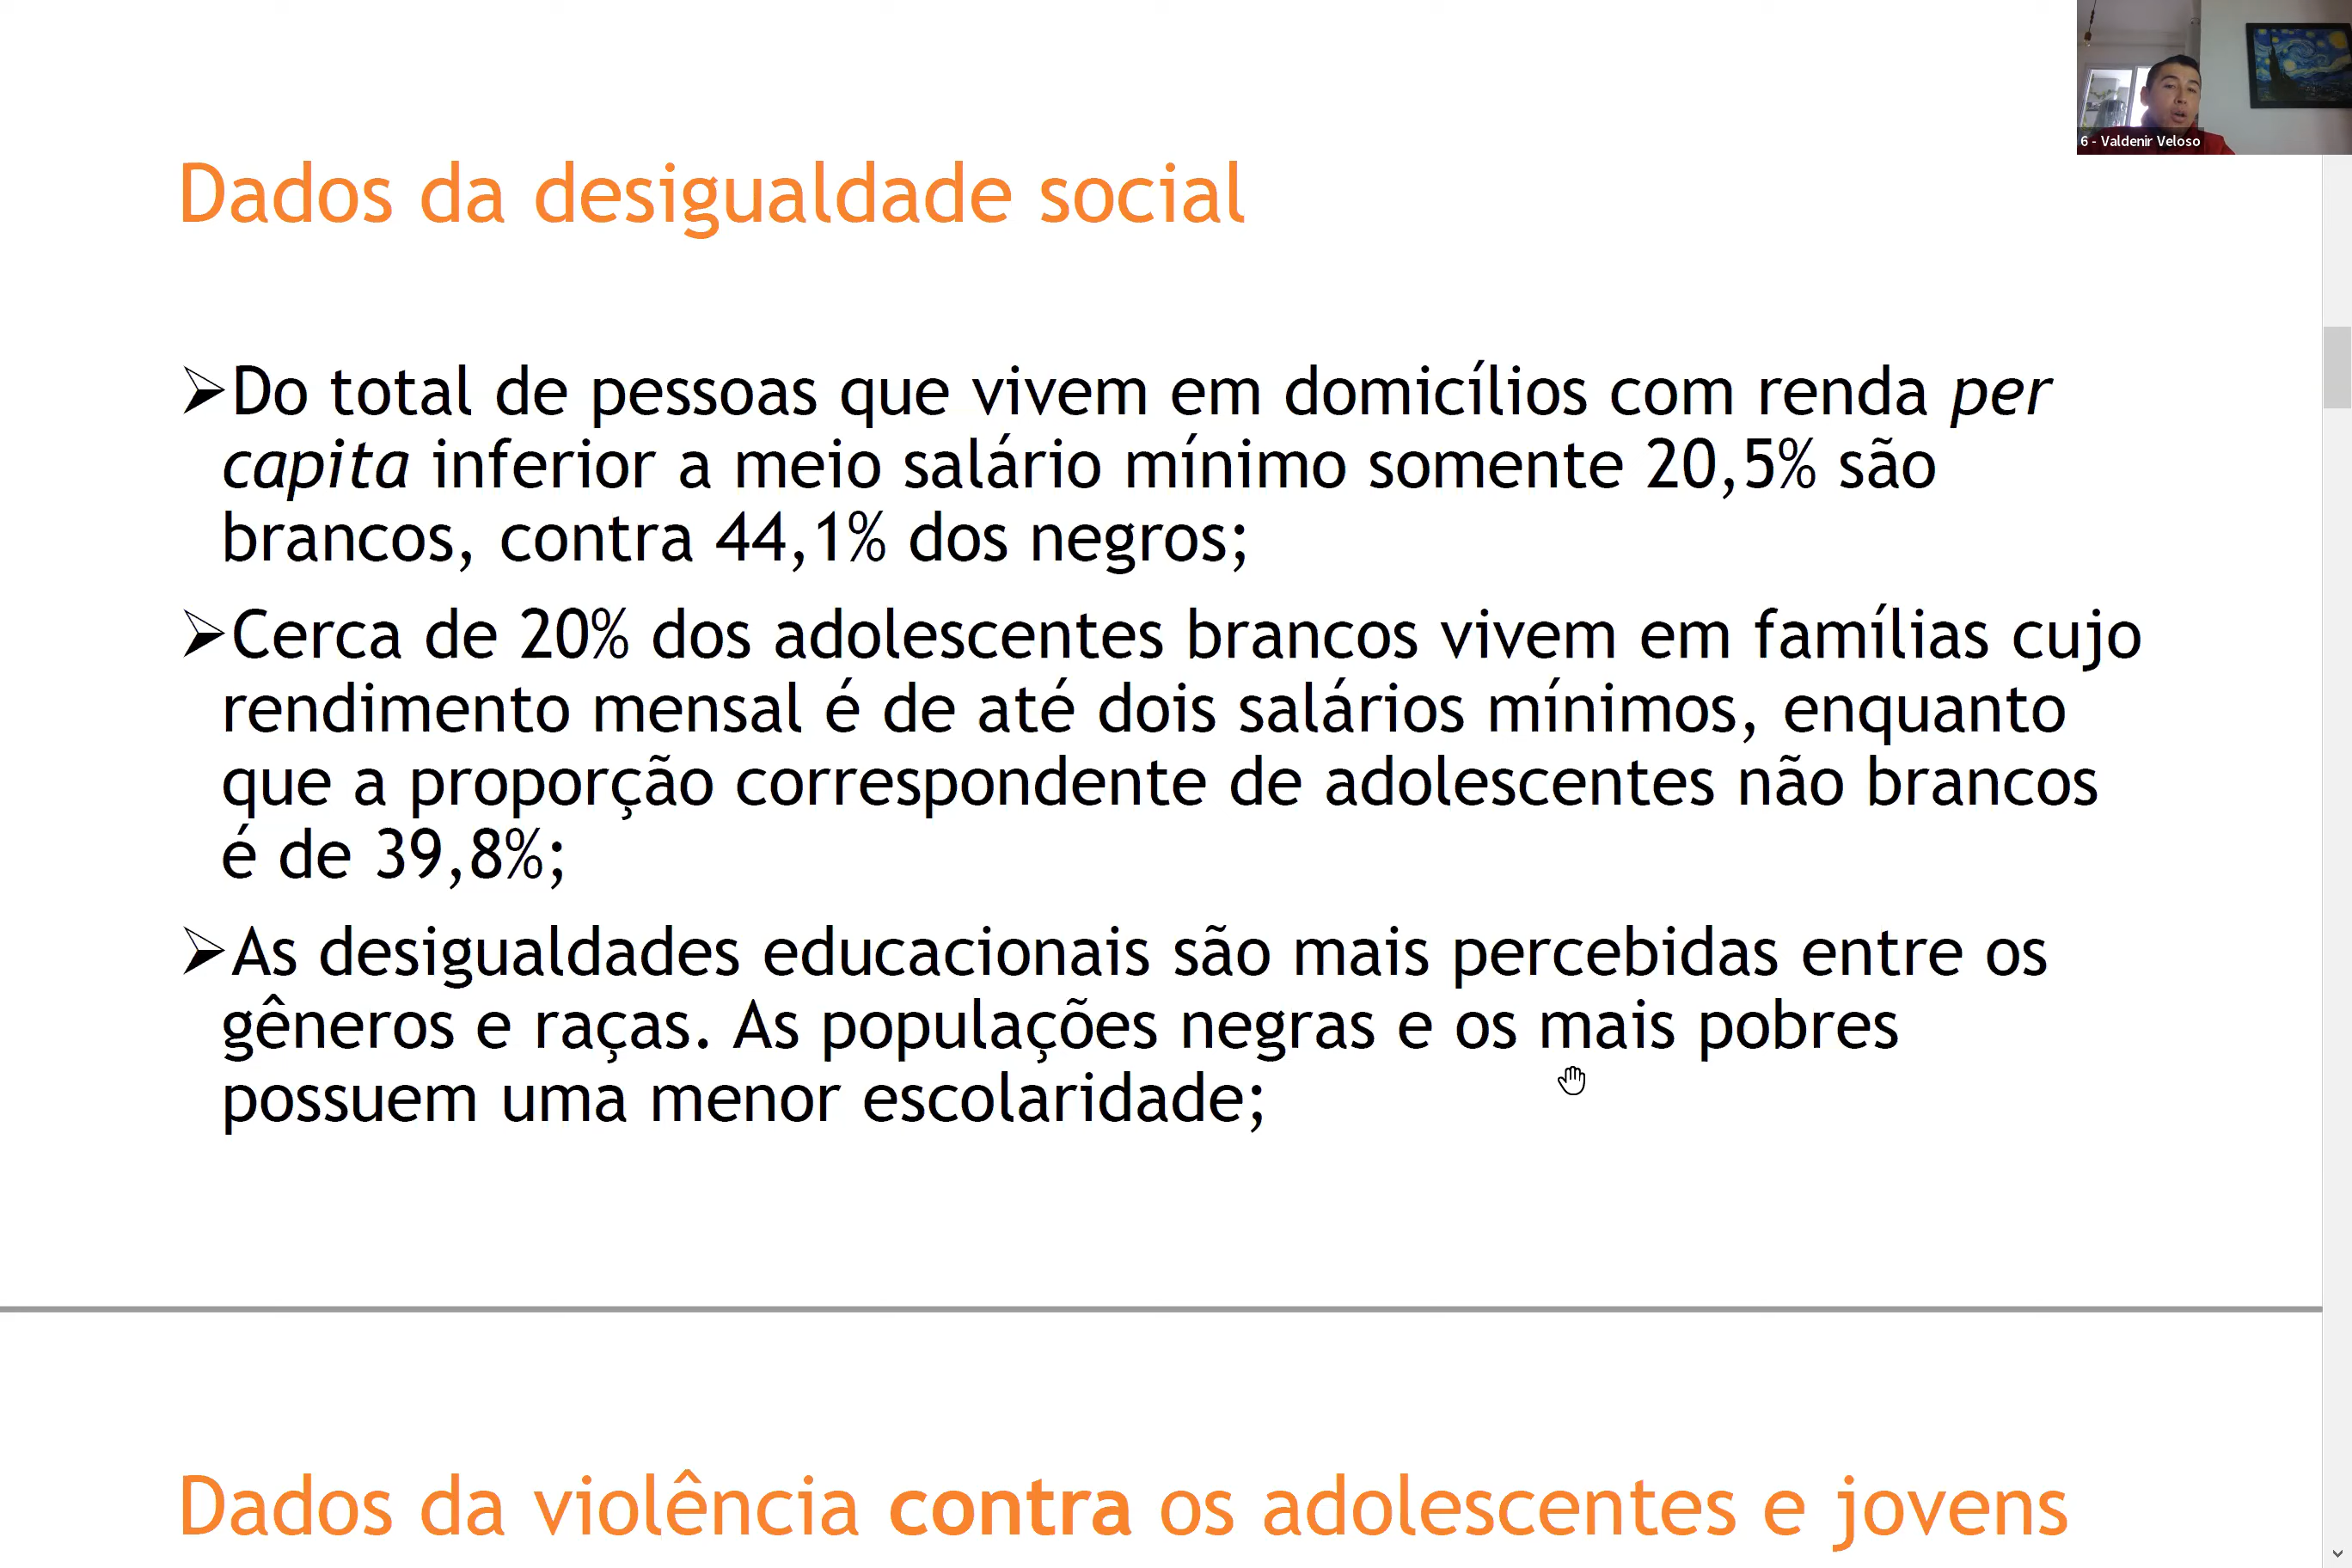 6 - Valdenir Veloso
Dados da desigualdade social
➢Do total de pessoas que vivem em domicílios com renda per
capita inferior a meio salário mínimo somente 20,5% são
brancos, contra 44,1% dos negros;
➢Cerca de 20% dos adolescentes brancos vivem em famílias cujo
rendimento mensal é de até dois salários mínimos, enquanto
que a proporção correspondente de adolescentes não brancos
é de 39,8%;
➢As desigualdades educacionais são mais percebidas entre os
gêneros e raças. As populações negras e os mais pobres
possuem uma menor escolaridade;
Dados da violência contra os adolescentes e jovens